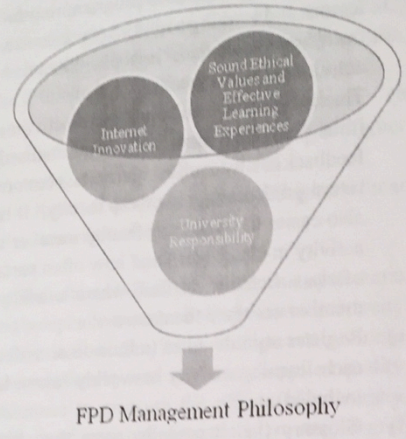 Sound Ethical
Values and
Effective
Learning
Experiences
Internet
Innovation
University
Responsibility
FPD Management Philosophy